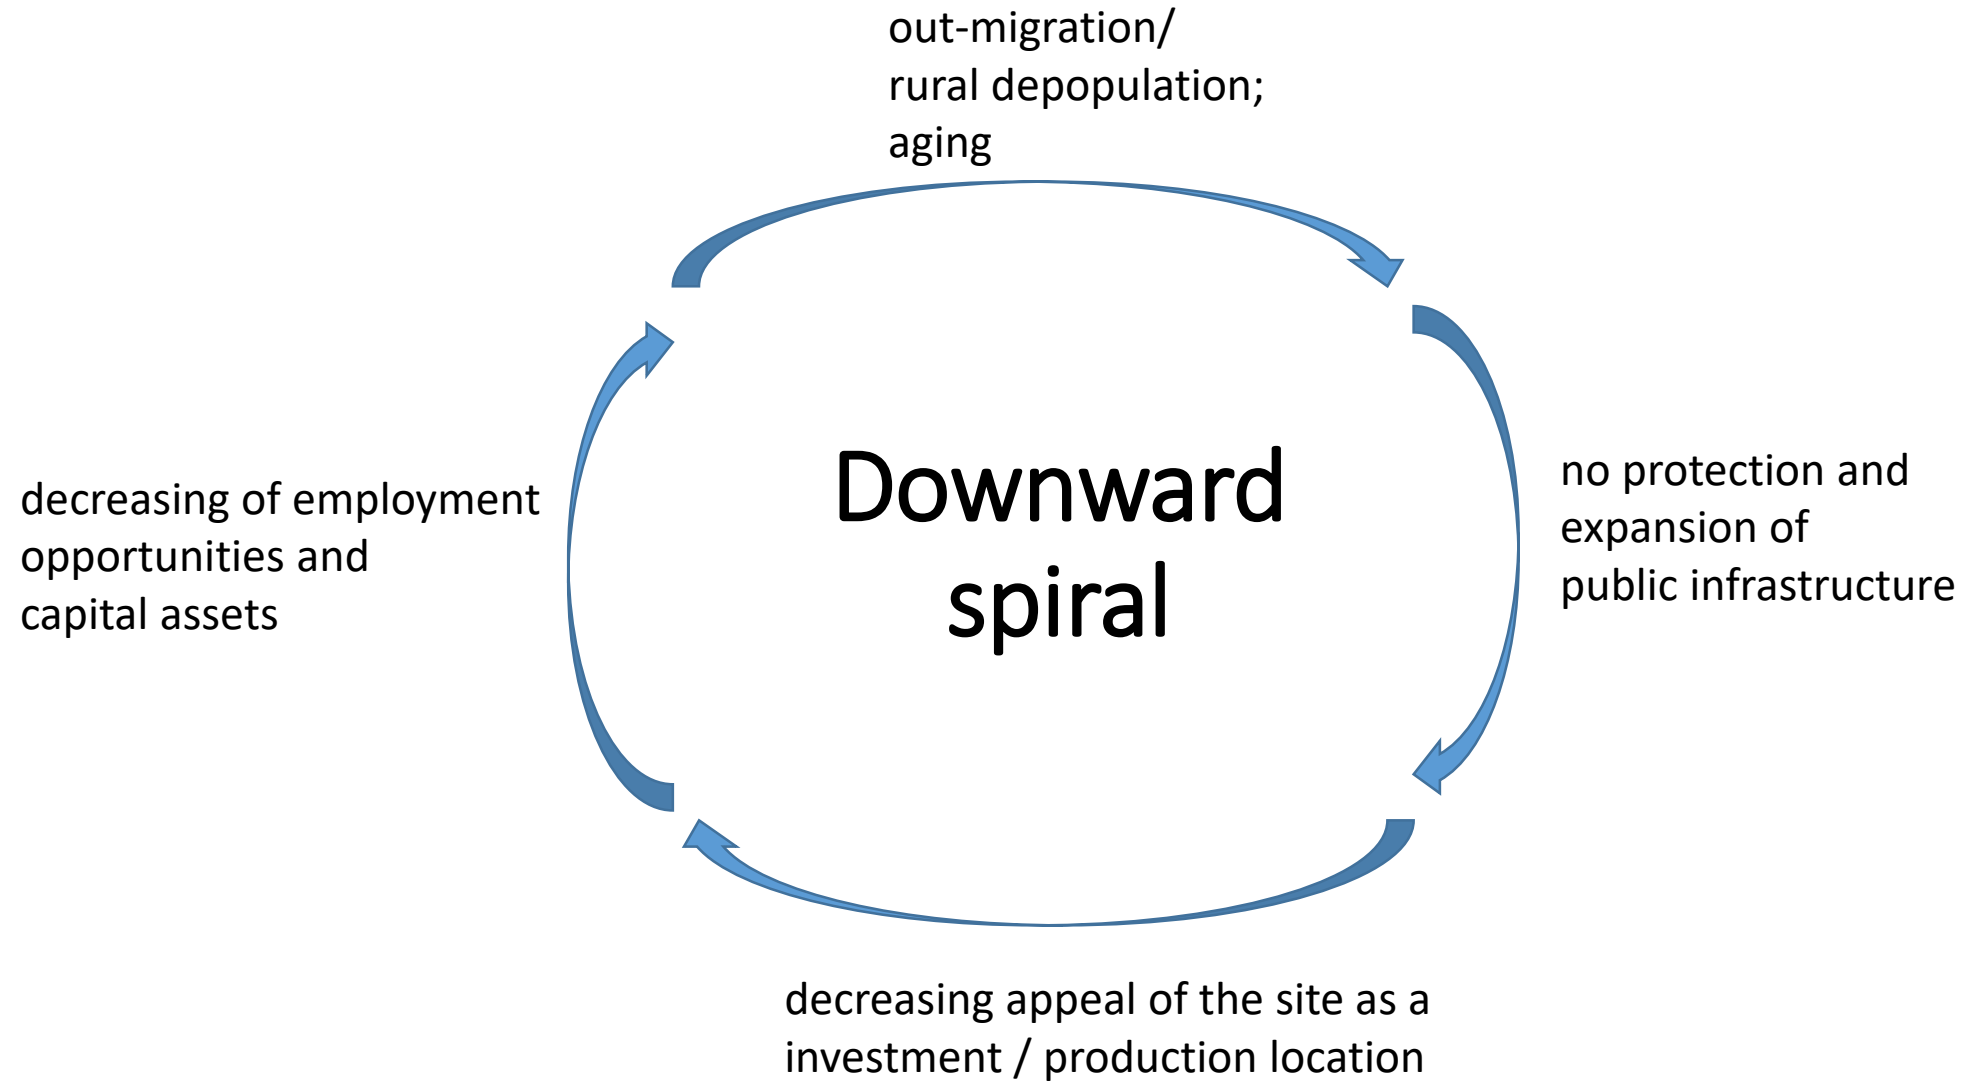 out-migration/
rural depopulation;
aging
Downward
spiral
no protection and
expansion of
public infrastructure
decreasing of employment
opportunities and
capital assets
decreasing appeal of the site as a
investment / production location